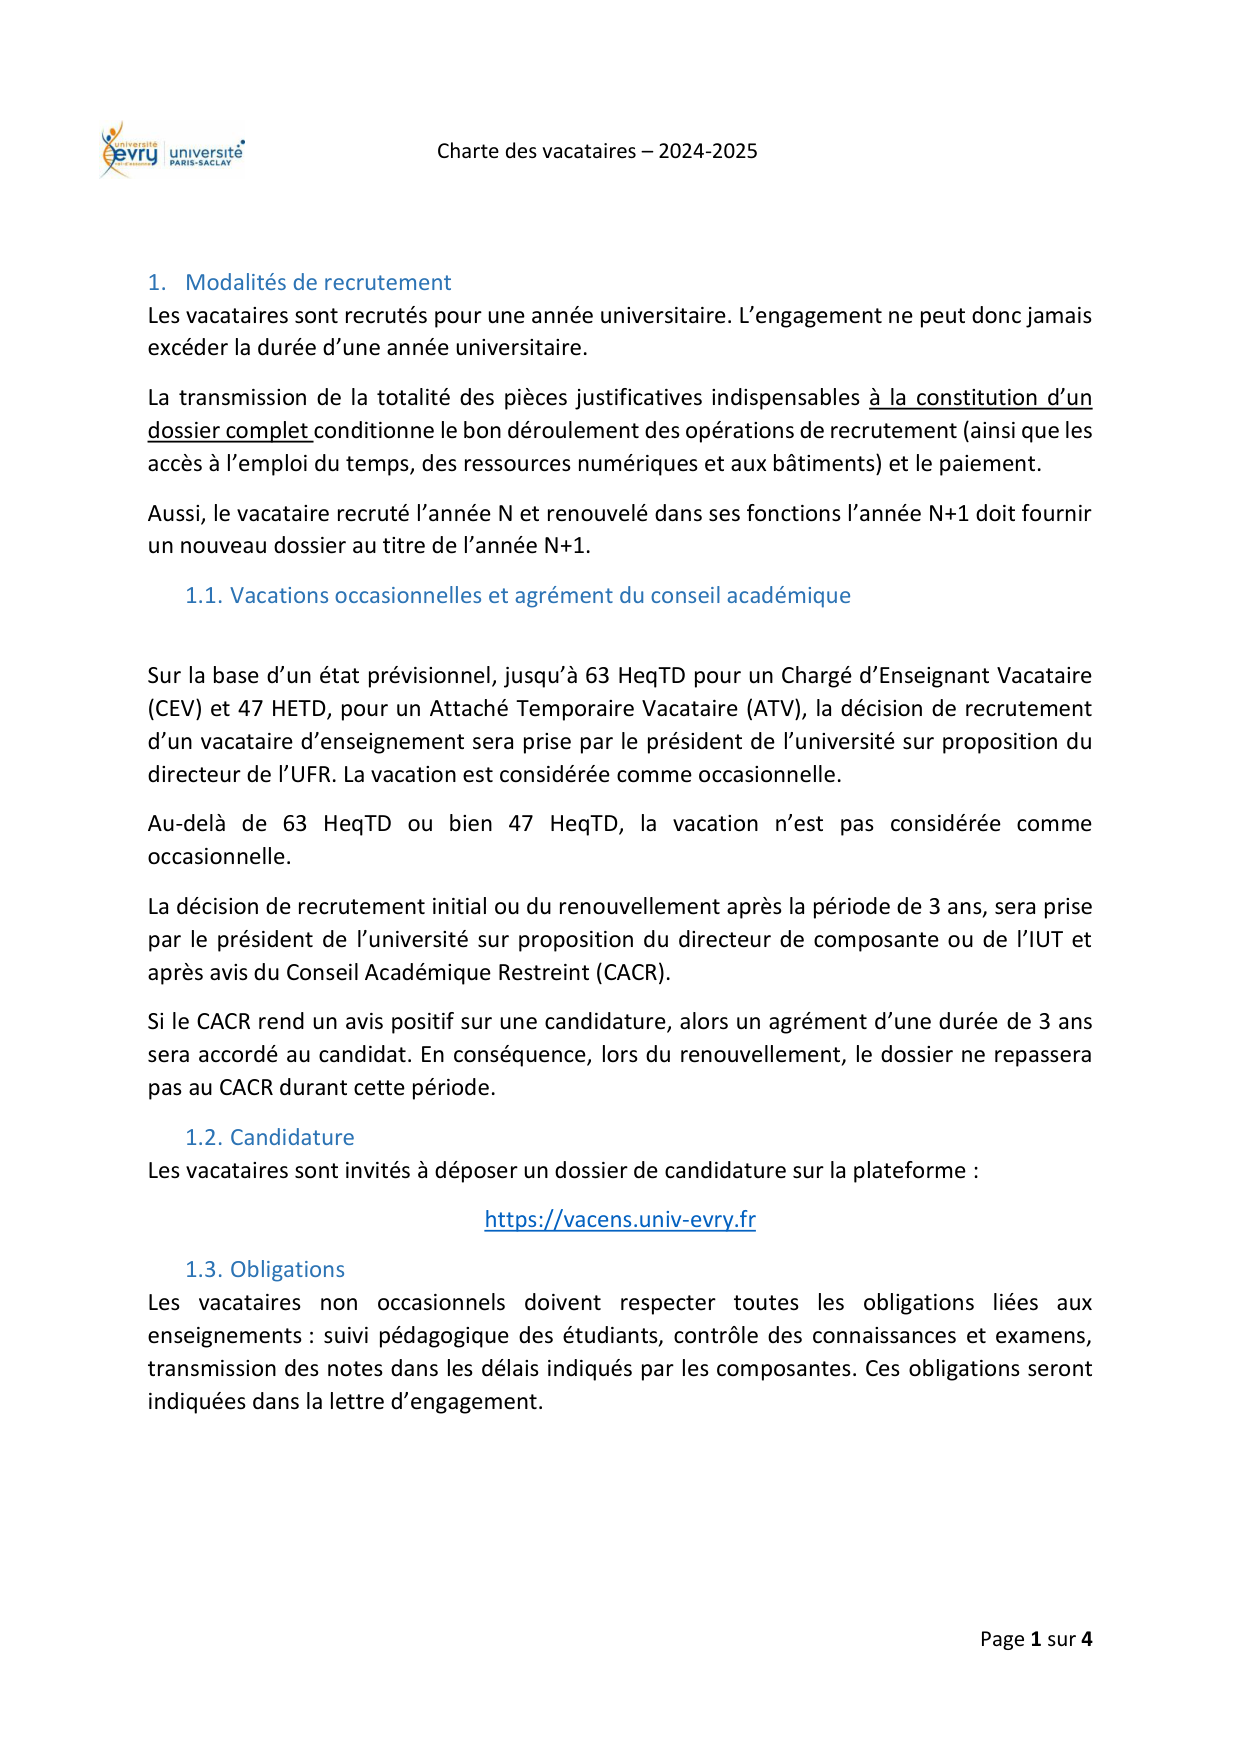 université
evry
val d'essonne
université
PARIS-SACLAY
Charte des vacataires – 2024-2025
1. Modalités de recrutement
Les vacataires sont recrutés pour une année universitaire. L’engagement ne peut donc jamais
excéder la durée d’une année universitaire.
La transmission de la totalité des pièces justificatives indispensables à la constitution d’un
dossier complet conditionne le bon déroulement des opérations de recrutement (ainsi que les
accès à l’emploi du temps, des ressources numériques et aux bâtiments) et le paiement.
Aussi, le vacataire recruté l’année N et renouvelé dans ses fonctions l’année N+1 doit fournir
un nouveau dossier au titre de l’année N+1.
1.1. Vacations occasionnelles et agrément du conseil académique
Sur la base d’un état prévisionnel, jusqu’à 63 HeqTD pour un Chargé d’Enseignant Vacataire
(CEV) et 47 HETD, pour un Attaché Temporaire Vacataire (ATV), la décision de recrutement
d’un vacataire d’enseignement sera prise par le président de l’université sur proposition du
directeur de l’UFR. La vacation est considérée comme occasionnelle.
Au-delà de 63 HeqTD ou bien 47 HeqTD, la vacation n’est pas considérée comme
occasionnelle.
La décision de recrutement initial ou du renouvellement après la période de 3 ans, sera prise
par le président de l’université sur proposition du directeur de composante ou de l’IUT et
après avis du Conseil Académique Restreint (CACR).
Si le CACR rend un avis positif sur une candidature, alors un agrément d’une durée de 3 ans
sera accordé au candidat. En conséquence, lors du renouvellement, le dossier ne repassera
pas au CACR durant cette période.
1.2. Candidature
Les vacataires sont invités à déposer un dossier de candidature sur la plateforme :
https://vacens.univ-evry.fr
1.3. Obligations
Les vacataires non occasionnels doivent respecter toutes les obligations liées aux
enseignements : suivi pédagogique des étudiants, contrôle des connaissances et examens,
transmission des notes dans les délais indiqués par les composantes. Ces obligations seront
indiquées dans la lettre d’engagement.
Page 1 sur 4